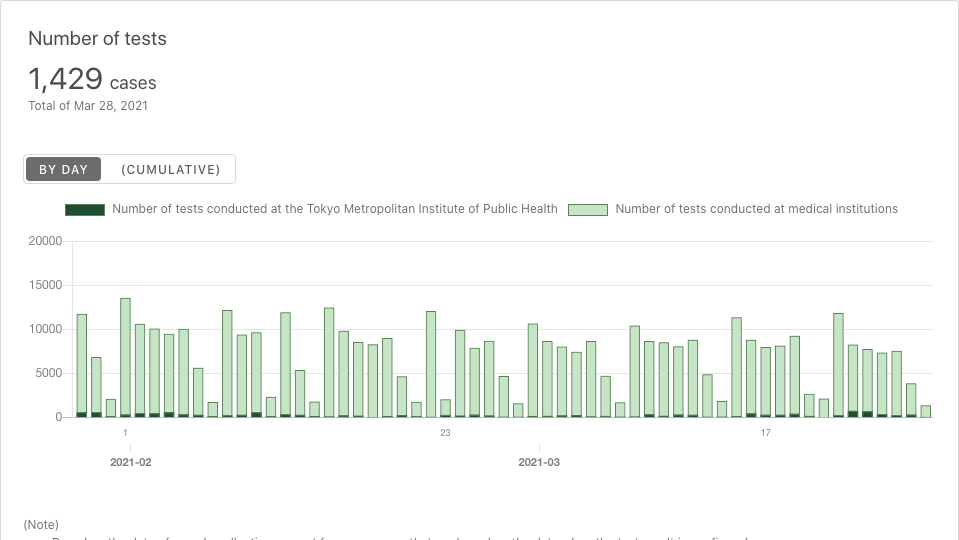 Number of tests
1,429 cases
Total of Mar 28, 2021
BY DAY (CUMULATIVE)
Number of tests conducted at the Tokyo Metropolitan Institute of Public Health Number of tests conducted at medical institutions
20000
15000
10000
5000
0
1 23 17
2021-02 2021-03
(Note)